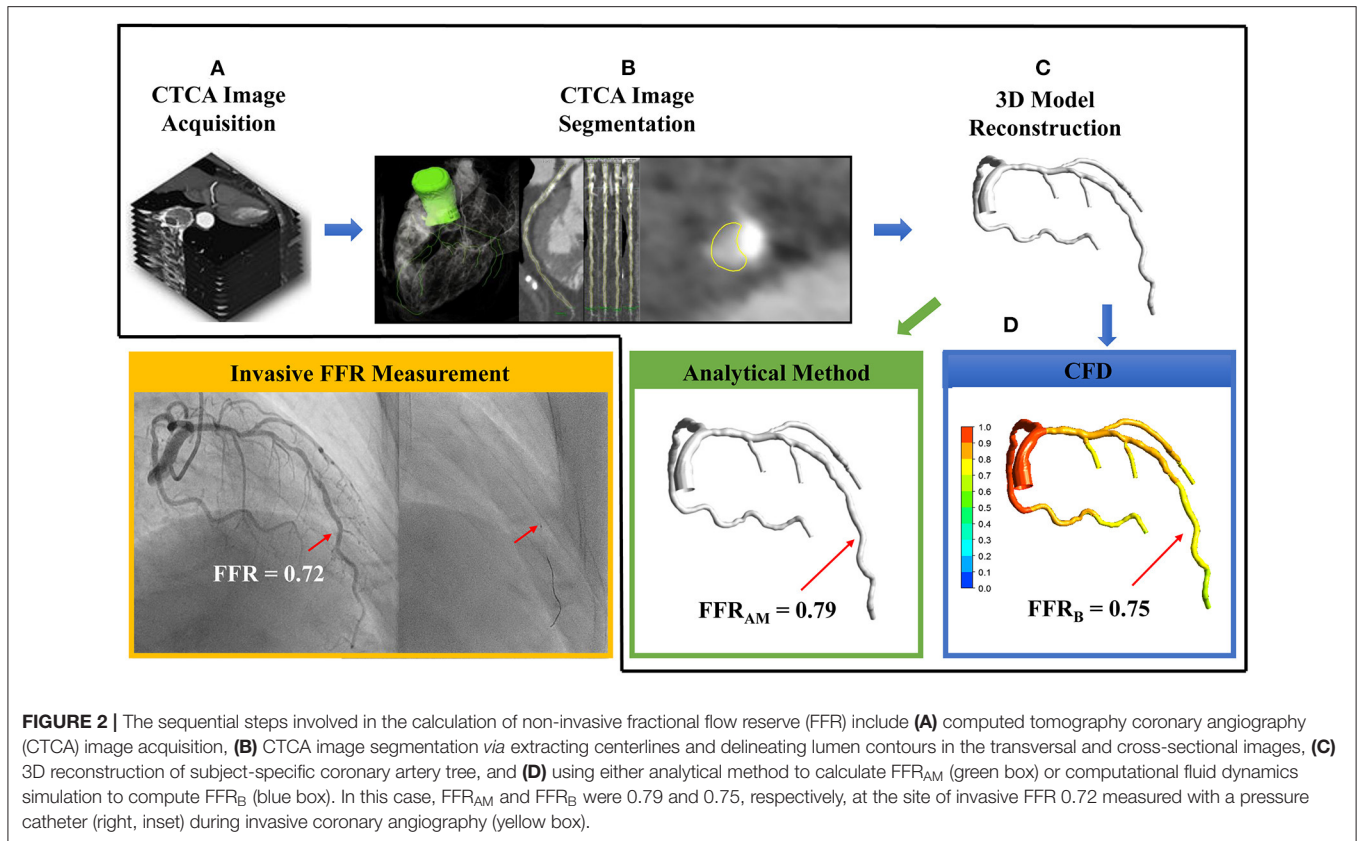 A
CTCA Image
Acquisition
B
CTCA Image
Segmentation
C
3D Model
Reconstruction
D
Invasive FFR Measurement
FFR = 0.72
Analytical Method
FFR_AM = 0.79
CFD
1.0
0.9
0.8
0.7
0.6
0.5
0.4
0.3
0.2
0.1
0.0
FFR_B = 0.75
FIGURE 2 | The sequential steps involved in the calculation of non-invasive fractional flow reserve (FFR) include (A) computed tomography coronary angiography
(CTCA) image acquisition, (B) CTCA image segmentation via extracting centerlines and delineating lumen contours in the transversal and cross-sectional images, (C)
3D reconstruction of subject-specific coronary artery tree, and (D) using either analytical method to calculate FFR_AM (green box) or computational fluid dynamics
simulation to compute FFR_B (blue box). In this case, FFR_AM and FFR_B were 0.79 and 0.75, respectively, at the site of invasive FFR 0.72 measured with a pressure
catheter (right, inset) during invasive coronary angiography (yellow box).